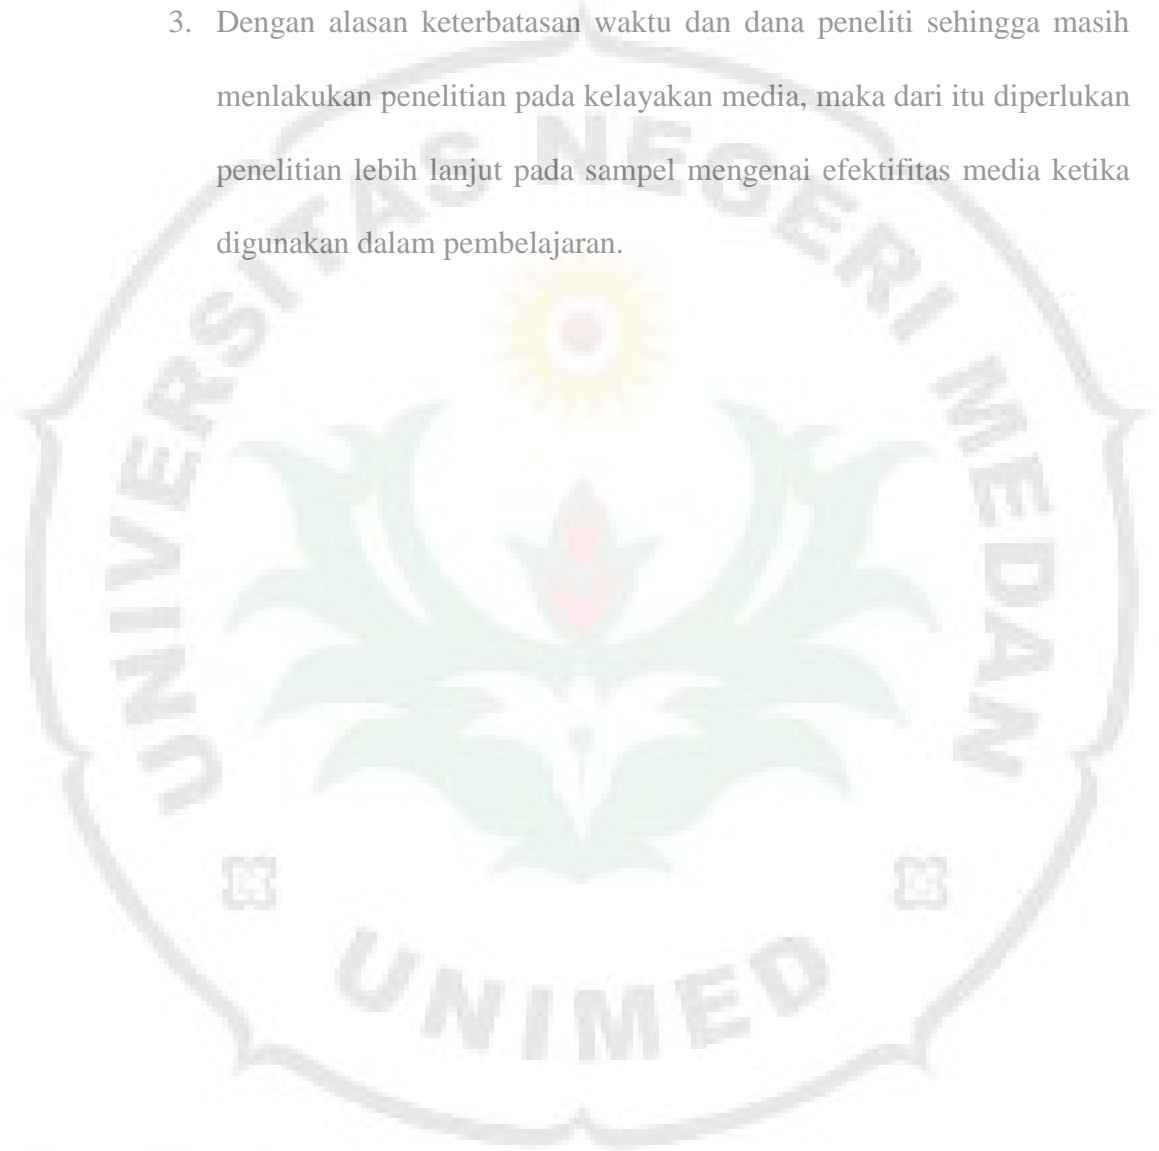 3. Dengan alasan keterbatasan waktu dan dana peneliti sehingga masih
menlakukan penelitian pada kelayakan media, maka dari itu diperlukan
penelitian lebih lanjut pada sampel mengenai efektifitas media ketika
digunakan dalam pembelajaran.
UNIVERSITAS NEGERI MEDAN
UNIMED